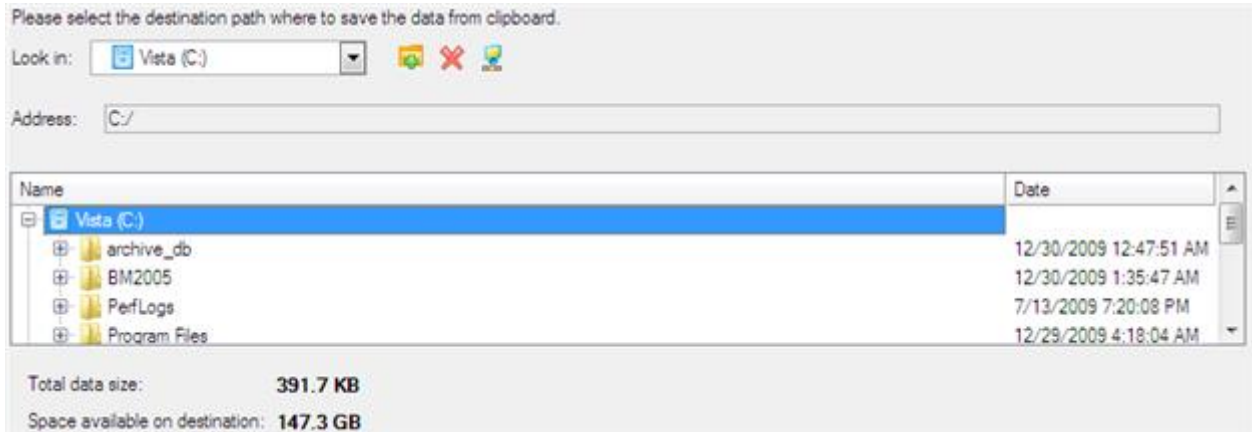 Please select the destination path where to save the data from clipboard.
Look in: Vista (C:)
Address: C:/
Name Date
Vista (C:)
archive_db 12/30/2009 12:47:51 AM
BM2005 12/30/2009 1:35:47 AM
PerfLogs 7/13/2009 7:20:08 PM
Program Files 12/29/2009 4:18:04 AM
Total data size: 391.7 KB
Space available on destination: 147.3 GB